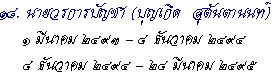 ๑๘. นายวรการบัญชา (บุญเกิด สุตันตานนท์)
๑ มีนาคม ๒๔๙๓ - ๔ ธันวาคม ๒๔๙๔
๔ ธันวาคม ๒๔๙๔ - ๒๔ มีนาคม ๒๔๙๕